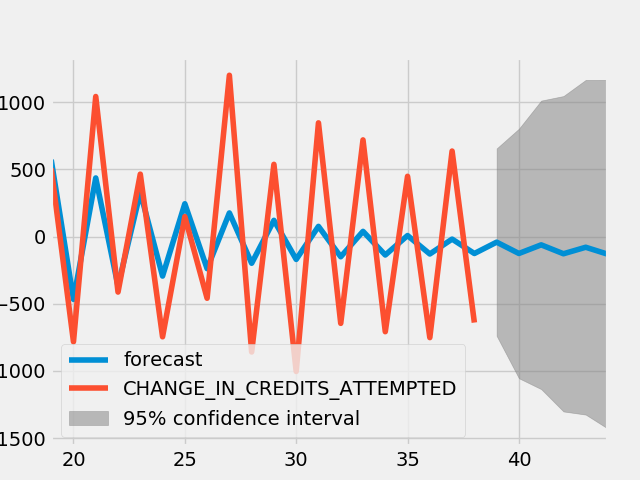 1000
500
0
−500
1000
1500
forecast
CHANGE_IN_CREDITS_ATTEMPTED
95% confidence interval
20 25 30 35 40